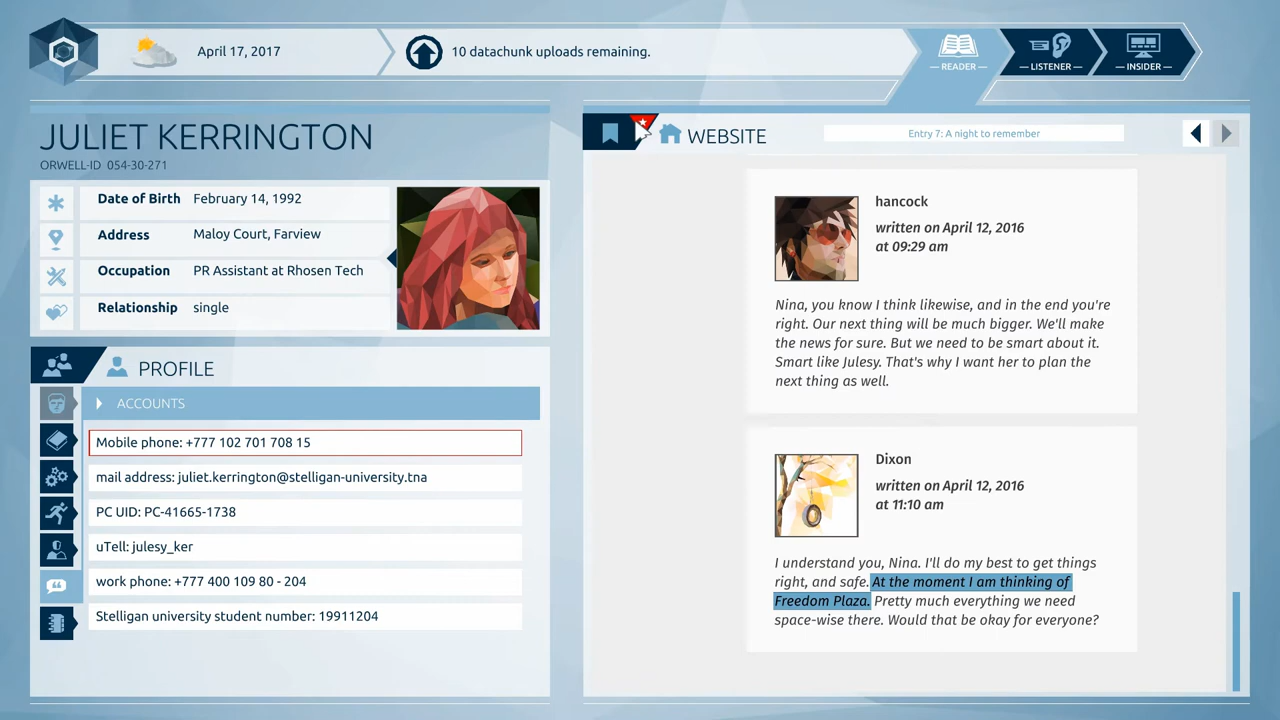 April 17, 2017
10 datachunk uploads remaining.
— READER —
— LISTENER —
— INSIDER —
JULIET KERRINGTON
ORWELL-ID 054-30-271
Date of Birth February 14, 1992
Address Maloy Court, Farview
Occupation PR Assistant at Rhosen Tech
Relationship single
PROFILE
ACCOUNTS
Mobile phone: +777 102 701 708 15
mail address: juliet.kerrington@stelligan-university.tna
PC UID: PC-41665-1738
uTell: julesy_ker
work phone: +777 400 109 80 - 204
Stelligan university student number: 19911204
WEBSITE
Entry 7: A night to remember
hancock
written on April 12, 2016
at 09:29 am
Nina, you know I think likewise, and in the end you're
right. Our next thing will be much bigger. We'll make
the news for sure. But we need to be smart about it.
Smart like Julesy. That's why I want her to plan the
next thing as well.
Dixon
written on April 12, 2016
at 11:10 am
I understand you, Nina. I'll do my best to get things
right, and safe. At the moment I am thinking of
Freedom Plaza. Pretty much everything we need
space-wise there. Would that be okay for everyone?